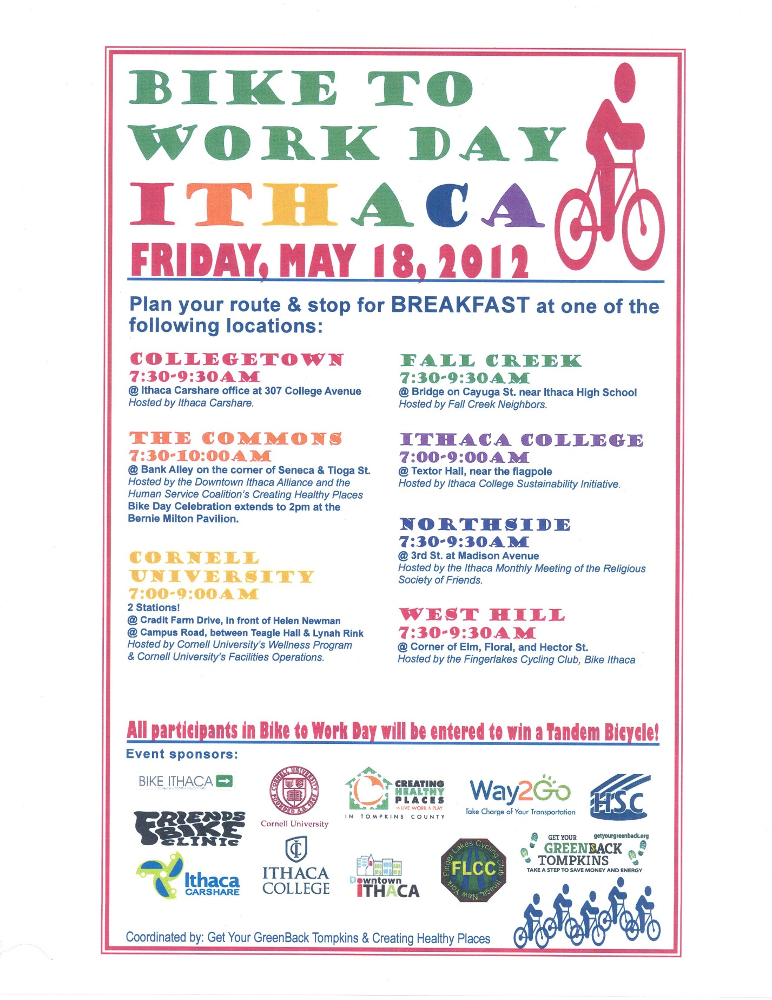 BIKE TO
WORK DAY
ITHACA
FRIDAY, MAY 18, 2012
Plan your route & stop for BREAKFAST at one of the
following locations:
COLLEGETOWN
7:30-9:30AM
@ Ithaca Carshare office at 307 College Avenue
Hosted by Ithaca Carshare.
THE COMMONS
7:30-10:00AM
@ Bank Alley on the corner of Seneca & Tioga St.
Hosted by the Downtown Ithaca Alliance and the
Human Service Coalition's Creating Healthy Places
Bike Day Celebration extends to 2pm at the
Bernie Milton Pavilion.
CORNELL
UNIVERSITY
7:00-9:00AM
2 Stations!
@ Cradit Farm Drive, In front of Helen Newman
@ Campus Road, between Teagle Hall & Lynah Rink
Hosted by Cornell University's Wellness Program
& Cornell University's Facilities Operations.
FALL CREEK
7:30-9:30AM
@ Bridge on Cayuga St. near Ithaca High School
Hosted by Fall Creek Neighbors.
ITHACA COLLEGE
7:00-9:00AM
@ Textor Hall, near the flagpole
Hosted by Ithaca College Sustainability Initiative.
NORTHSIDE
7:30-9:30AM
@ 3rd St. at Madison Avenue
Hosted by the Ithaca Monthly Meeting of the Religious
Society of Friends.
WEST HILL
7:30-9:30AM
@ Corner of Elm, Floral, and Hector St.
Hosted by the Fingerlakes Cycling Club, Bike Ithaca
All participants in Bike to Work Day will be entered to win a Tandem Bicycle!
Event sponsors:
BIKE ITHACA
CORNELL UNIVERSITY
FOUNDED A.D. 1865
Cornell University
CREATING
HEALTHY
PLACES
to LIVE WORK & PLAY
IN TOMPKINS COUNTY
Way2Go
Take Charge of Your Transportation
HSC
FRIENDS
BIKE
CLINIC
Ithaca
CARSHARE
IC
ITHACA
COLLEGE
Downtown
ITHACA
Finger Lakes Cycling Club
FLCC
Ithaca, New York
GET YOUR
getyourgreenback.org
GREENBACK
TOMPKINS
TAKE A STEP TO SAVE MONEY AND ENERGY
Coordinated by: Get Your GreenBack Tompkins & Creating Healthy Places